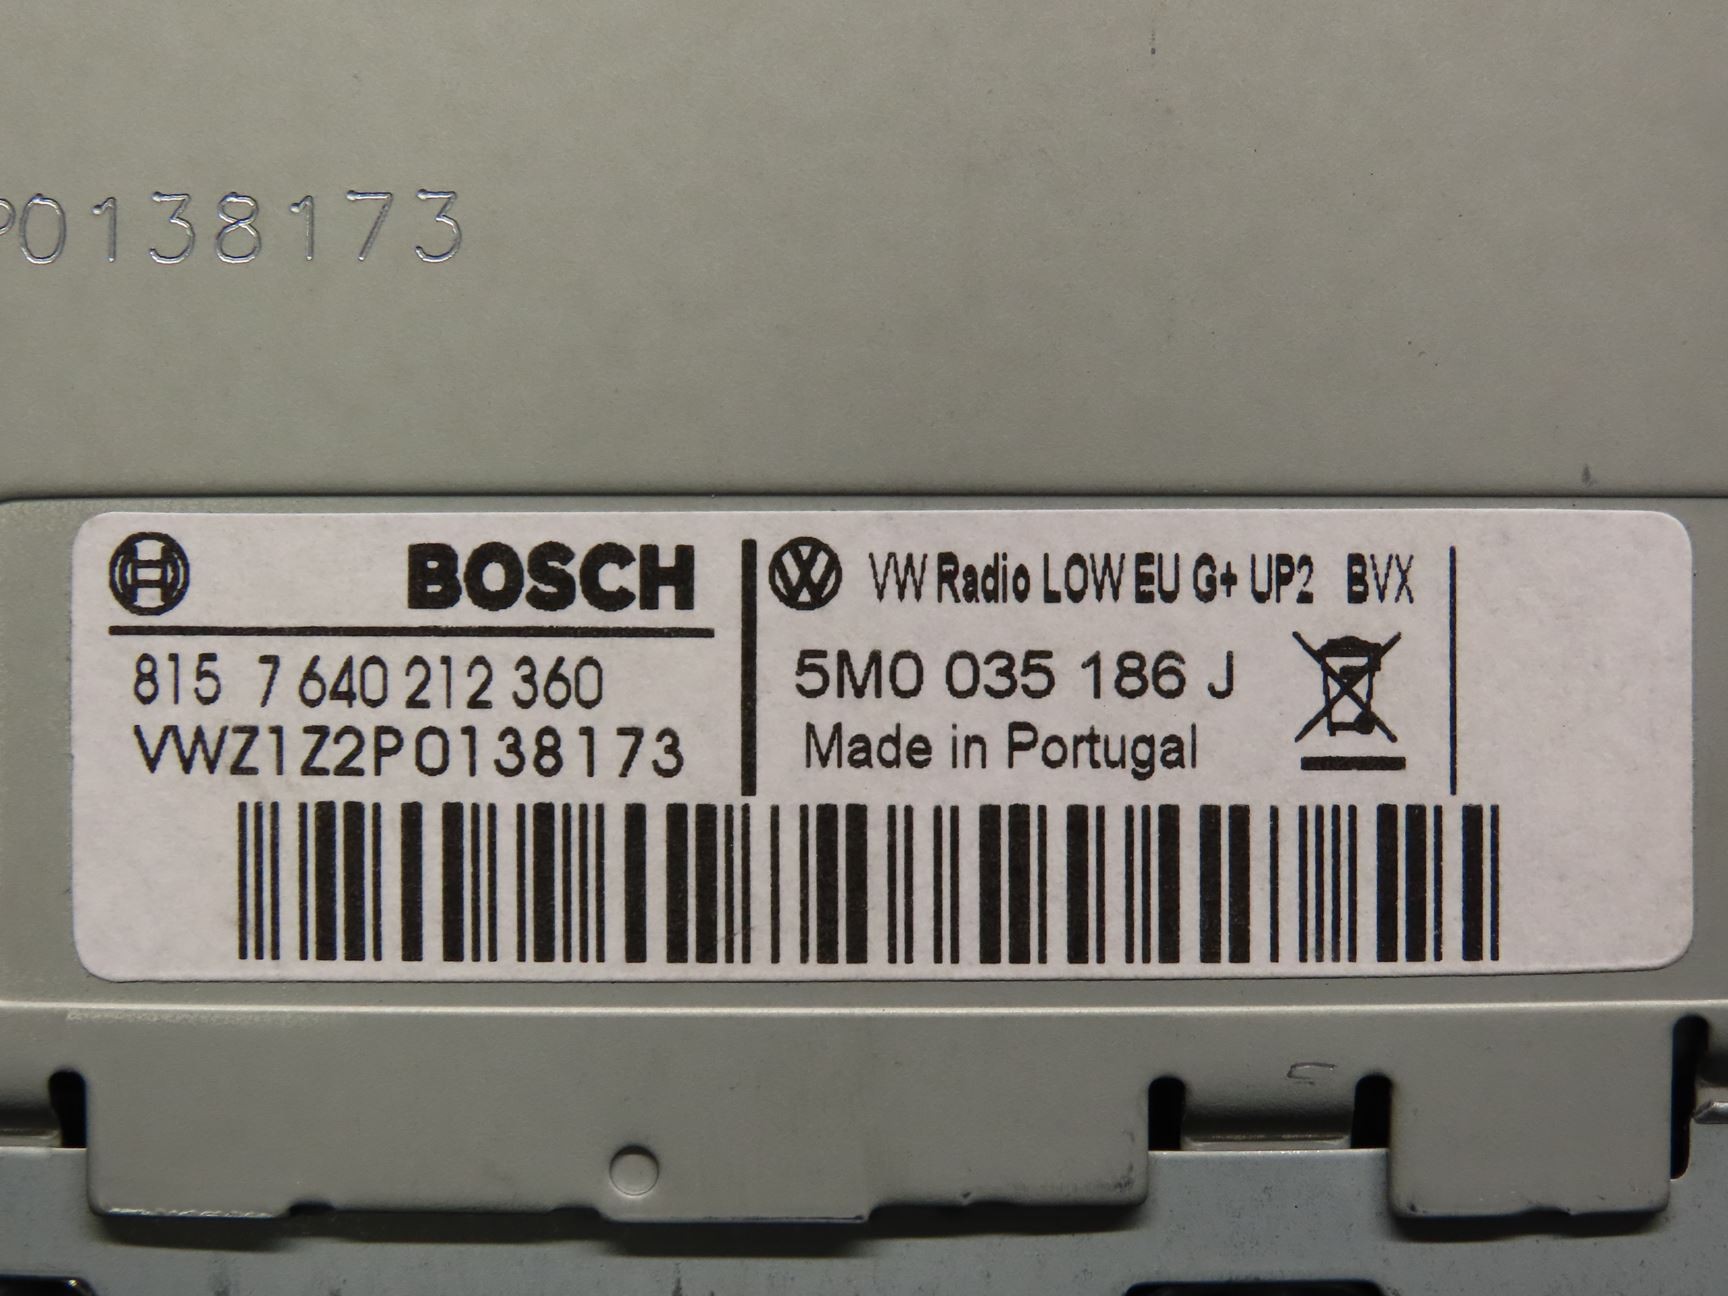 P0138173
BOSCH
815 7 640 212 360
VWZ1Z2P0138173
VW Radio LOW EU G+ UP2 BVX
5M0 035 186 J
Made in Portugal